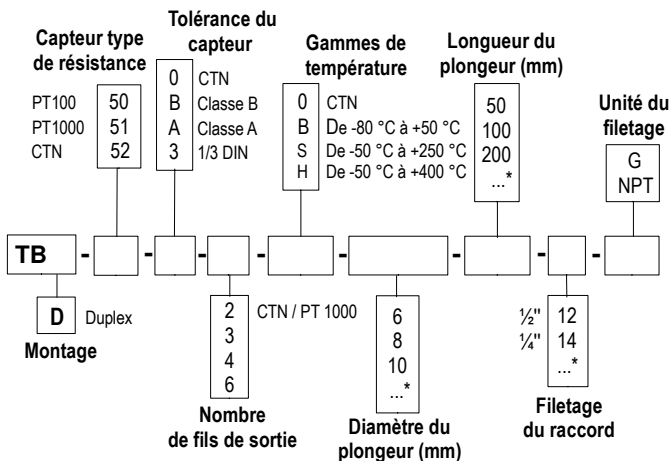 Capteur type
de résistance
PT100 50
PT1000 51
CTN 52
Tolérance du
capteur
0 CTN
B Classe B
A Classe A
3 1/3 DIN
Gammes de
température
0 CTN
B De -80 °C à +50 °C
S De -50 °C à +250 °C
H De -50 °C à +400 °C
Longueur du
plongeur (mm)
50
100
200
...*
Unité du
filetage
G
NPT
TB - - - - - - - -
D Duplex
Montage
2 CTN / PT 1000
3
4
6
Nombre
de fils de sortie
6
8
10
...*
Diamètre du
plongeur (mm)
½" 12
¼" 14
...*
Filetage
du raccord